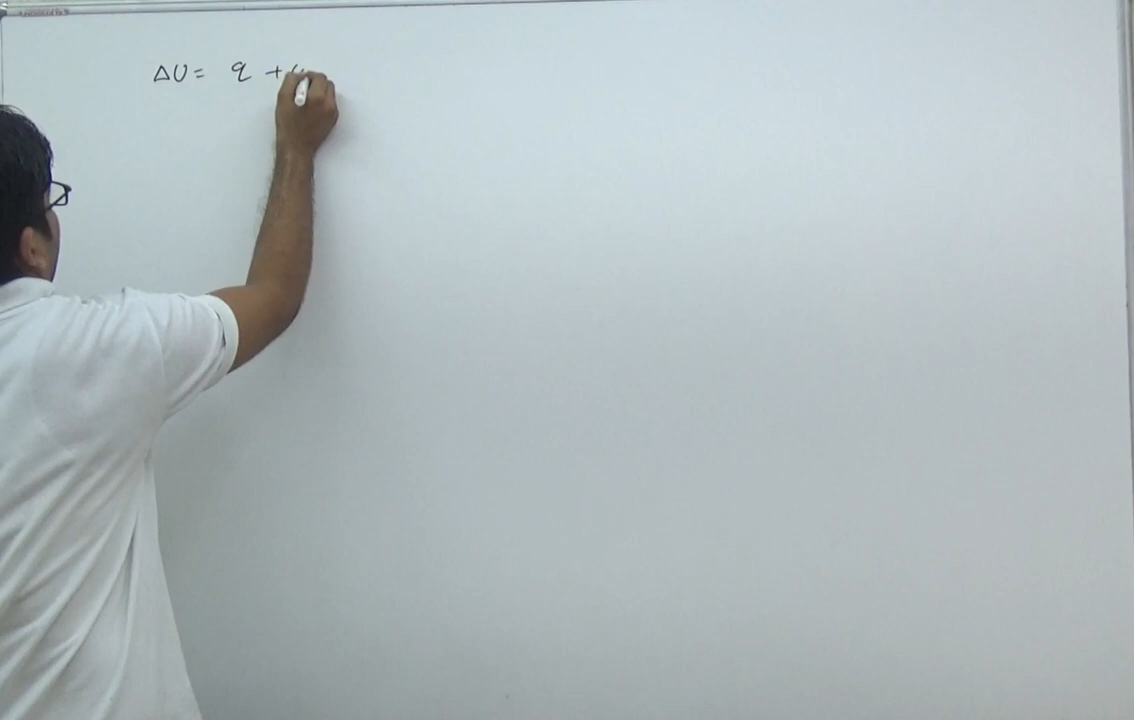 ΔU = q +